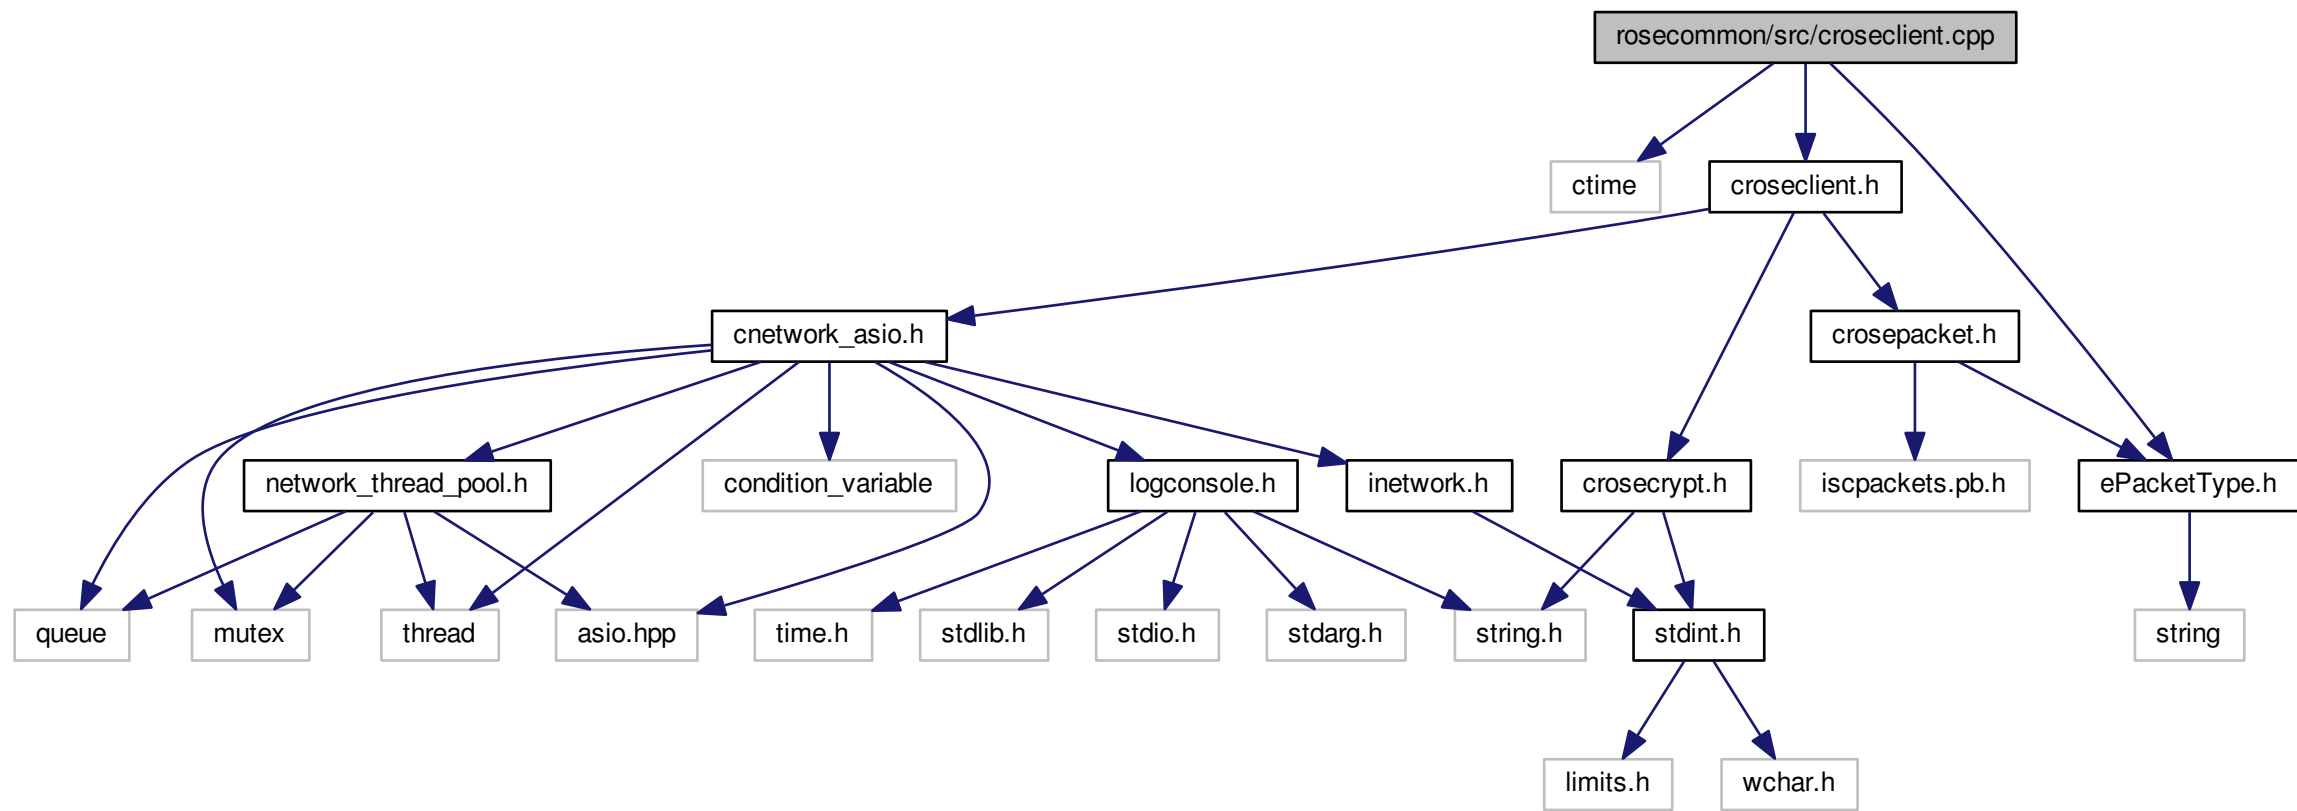 rosecommon/src/croseclient.cpp
ctime
croseclient.h
cnetwork_asio.h
crosepacket.h
network_thread_pool.h
condition_variable
logconsole.h
inetwork.h
crosecrypt.h
iscpackets.pb.h
ePacketType.h
queue
mutex
thread
asio.hpp
time.h
stdlib.h
stdio.h
stdarg.h
string.h
stdint.h
string
limits.h
wchar.h